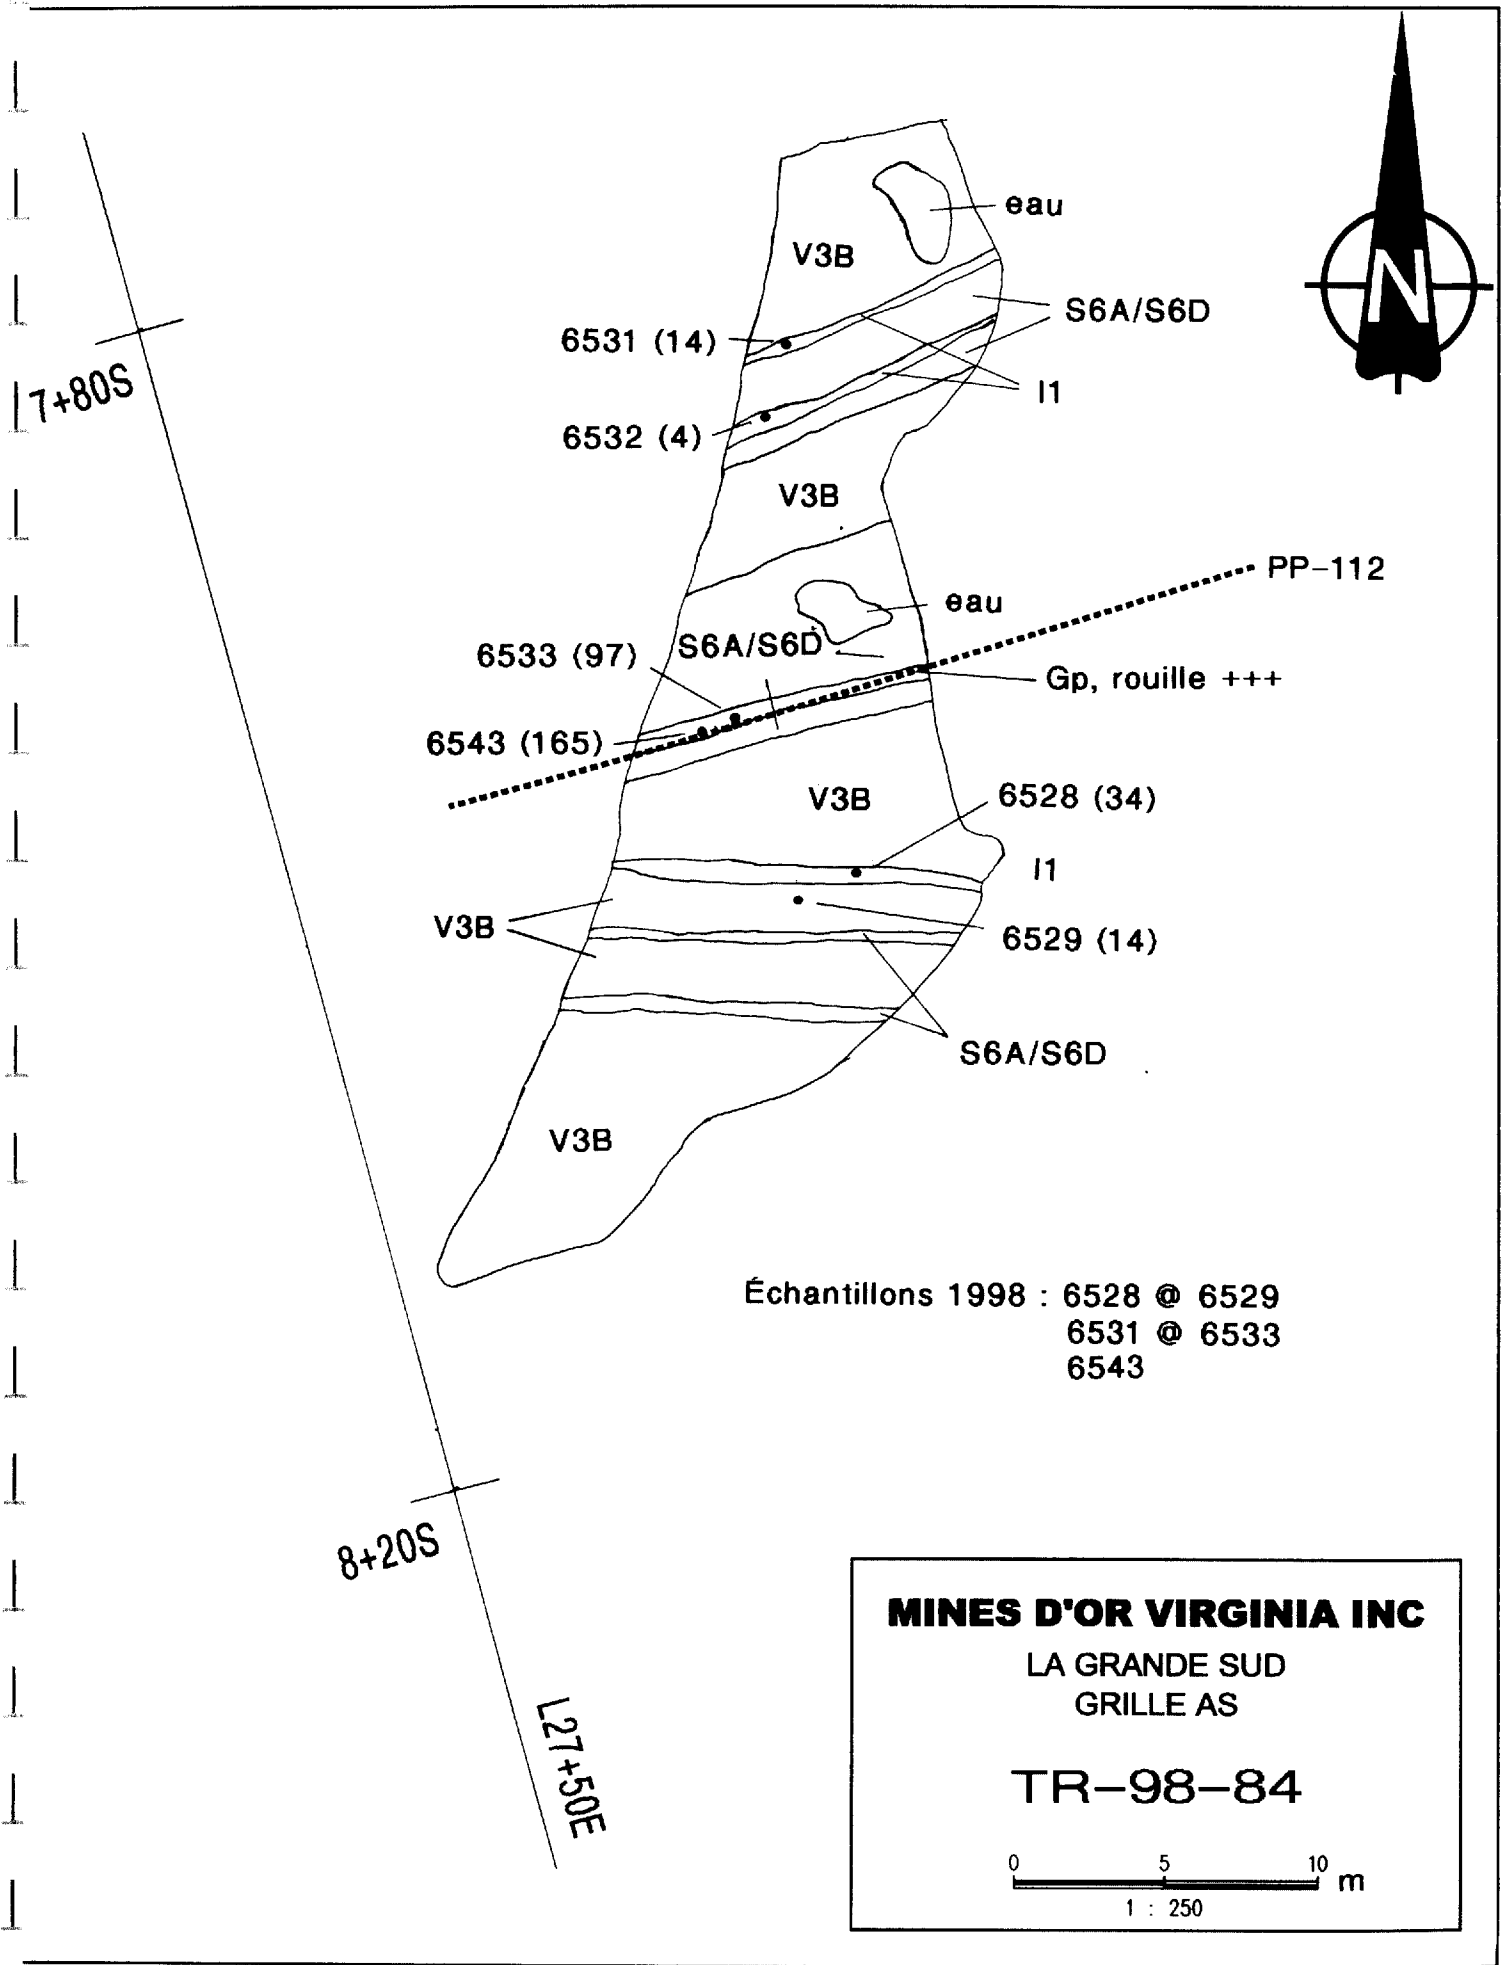 eau
V3B
S6A/S6D
6531 (14)
I1
7+80S
6532 (4)
V3B
PP-112
eau
S6A/S6D
6533 (97)
Gp, rouille +++
6543 (165)
V3B
6528 (34)
I1
V3B
6529 (14)
S6A/S6D
V3B
Échantillons 1998 : 6528 @ 6529
6531 @ 6533
6543
8+20S
L27+50E
N
MINES D'OR VIRGINIA INC
LA GRANDE SUD
GRILLE AS
TR-98-84
0 5 10 m
1 : 250